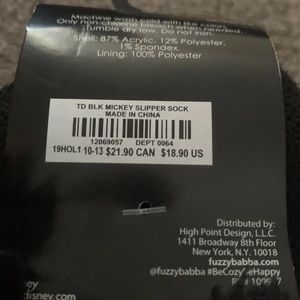 Machine wash cold with like colors.
Only non-chlorine bleach when needed.
Tumble dry low. Do not iron.
Shell: 87% Acrylic, 12% Polyester,
1% Spandex.
Lining: 100% Polyester
TD BLK MICKEY SLIPPER SOCK
MADE IN CHINA
12069057 DEPT 0064
19HOL1 10-13 $21.90 CAN $18.90 US
Distributed by:
High Point Design, L.L.C.
1411 Broadway 8th Floor
New York, N.Y. 10018
fuzzybabba.com
@fuzzybabba #BeCozyBeHappy
ney
disney.com